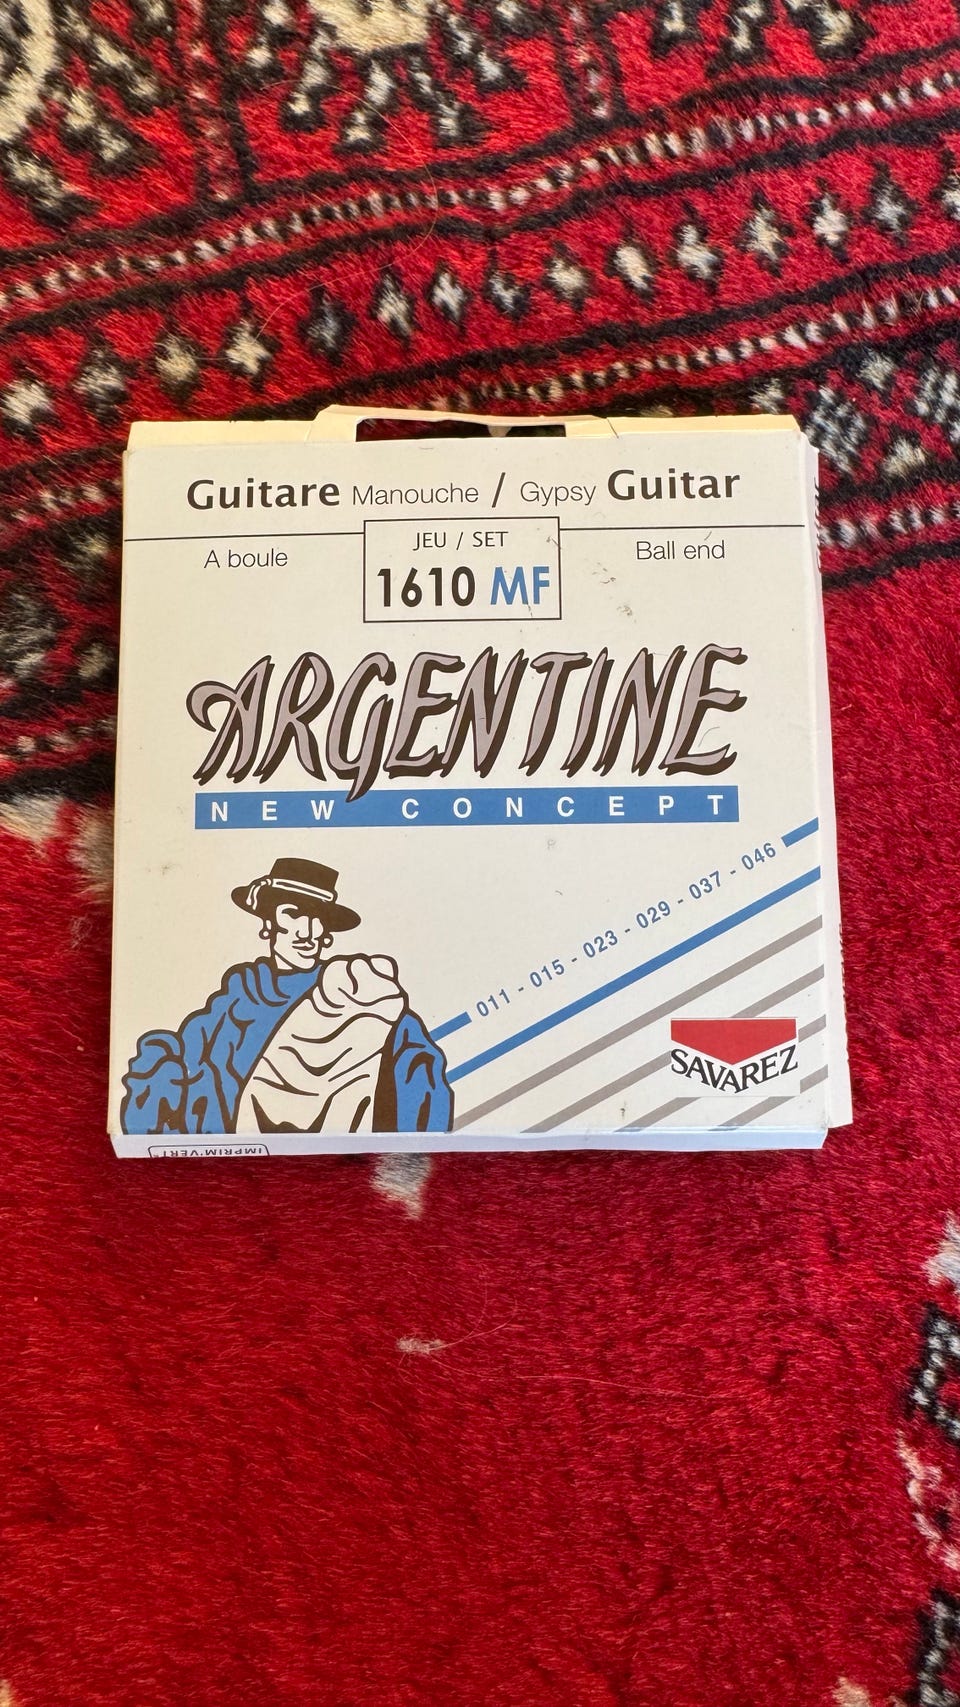 Guitare Manouche / Gypsy Guitar
A boule
JEU / SET
1610 MF
Ball end
ARGENTINE
NEW CONCEPT
011 - 015 - 023 - 029 - 037 - 046
SAVAREZ
IMPRIM'VERT